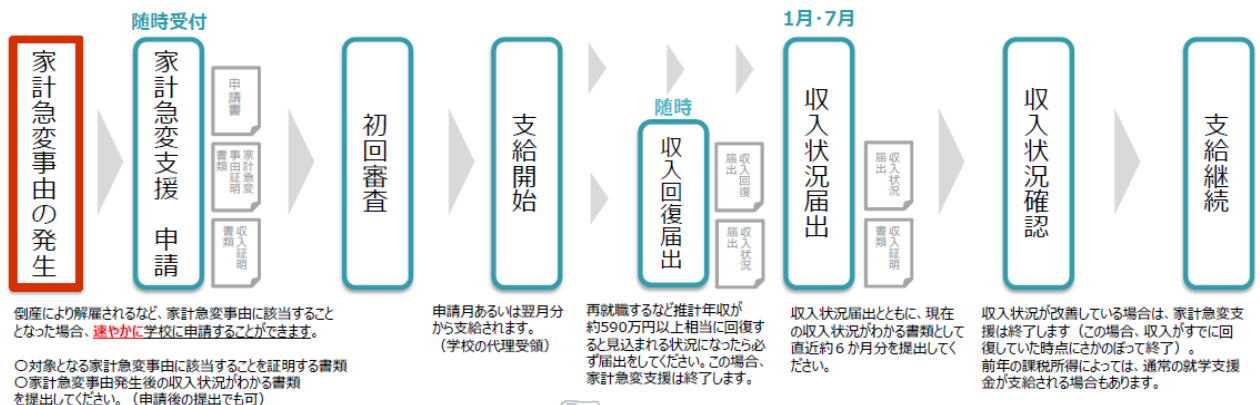 随時受付
1月・7月
家計急変事由の発生
家計急変支援 申請
申請書
家計急変
事由証明
書類
収入証明
書類
初回審査
支給開始
随時
収入回復届出
収入回復
届出
収入状況
届出
収入状況届出
収入状況
届出
収入証明
書類
収入状況確認
支給継続
倒産により解雇されるなど、家計急変事由に該当すること
となった場合、速やかに学校に申請することができます。
○対象となる家計急変事由に該当することを証明する書類
○家計急変事由発生後の収入状況がわかる書類
を提出してください。（申請後の提出でも可）
申請月あるいは翌月分
から支給されます。
（学校の代理受領）
再就職するなど推計年収が
約590万円以上相当に回復す
ると見込まれる状況になったら必
ず届出をしてください。この場合、
家計急変支援は終了します。
収入状況届出とともに、現在
の収入状況がわかる書類として
直近約６か月分を提出してく
ださい。
収入状況が改善している場合は、家計急変支
援は終了します（この場合、収入がすでに回
復していた時点にさかのぼって終了）。
前年の課税所得によっては、通常の就学支援
金が支給される場合もあります。